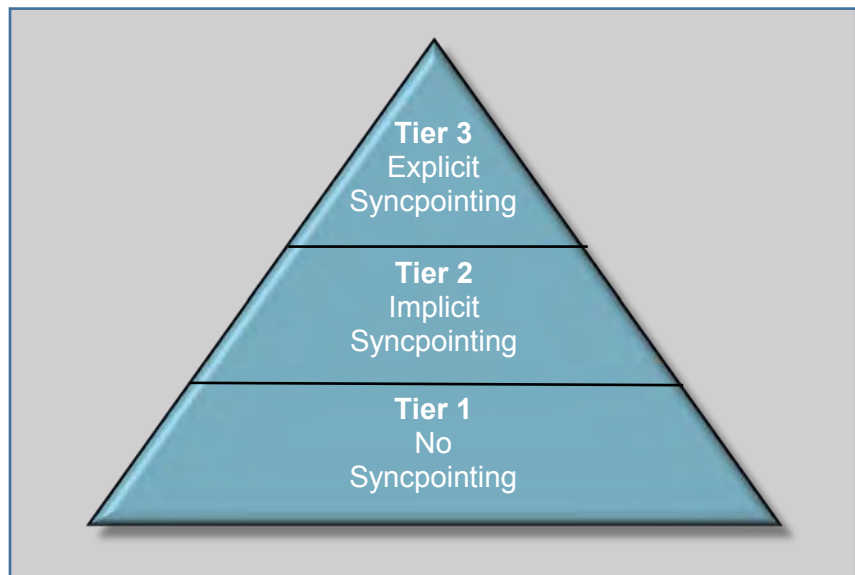 Tier 3
Explicit
Syncpointing
Tier 2
Implicit
Syncpointing
Tier 1
No
Syncpointing